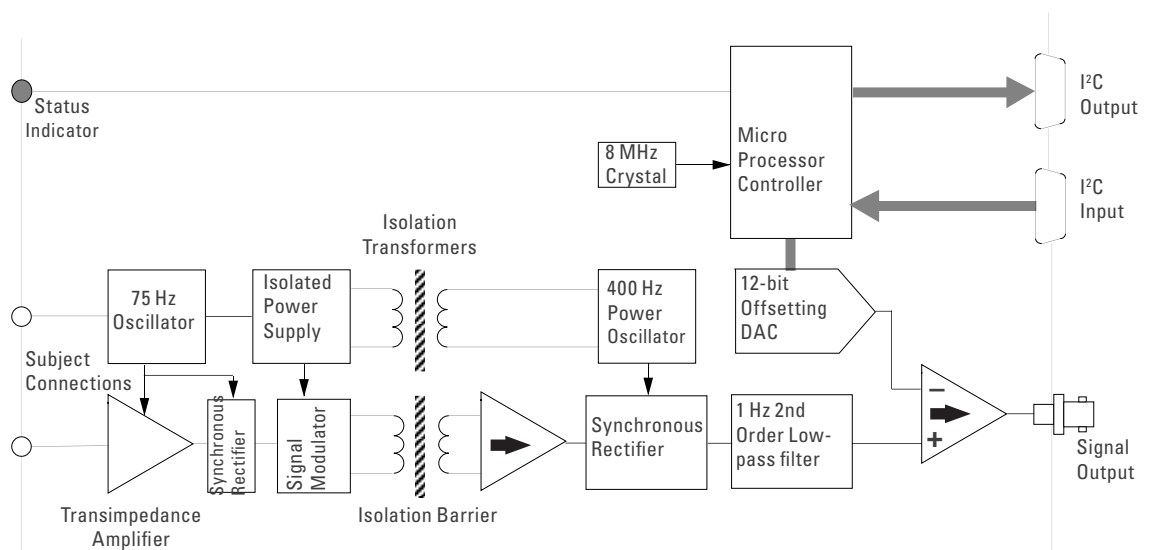 Status
Indicator
8 MHz
Crystal
Micro
Processor
Controller
I²C
Output
I²C
Input
Isolation
Transformers
75 Hz
Oscillator
Isolated
Power
Supply
400 Hz
Power
Oscillator
12-bit
Offsetting
DAC
Subject
Connections
Synchronous
Rectifier
Signal
Modulator
Synchronous
Rectifier
1 Hz 2nd
Order Low-
pass filter
−
+
Signal
Output
Transimpedance
Amplifier
Isolation Barrier